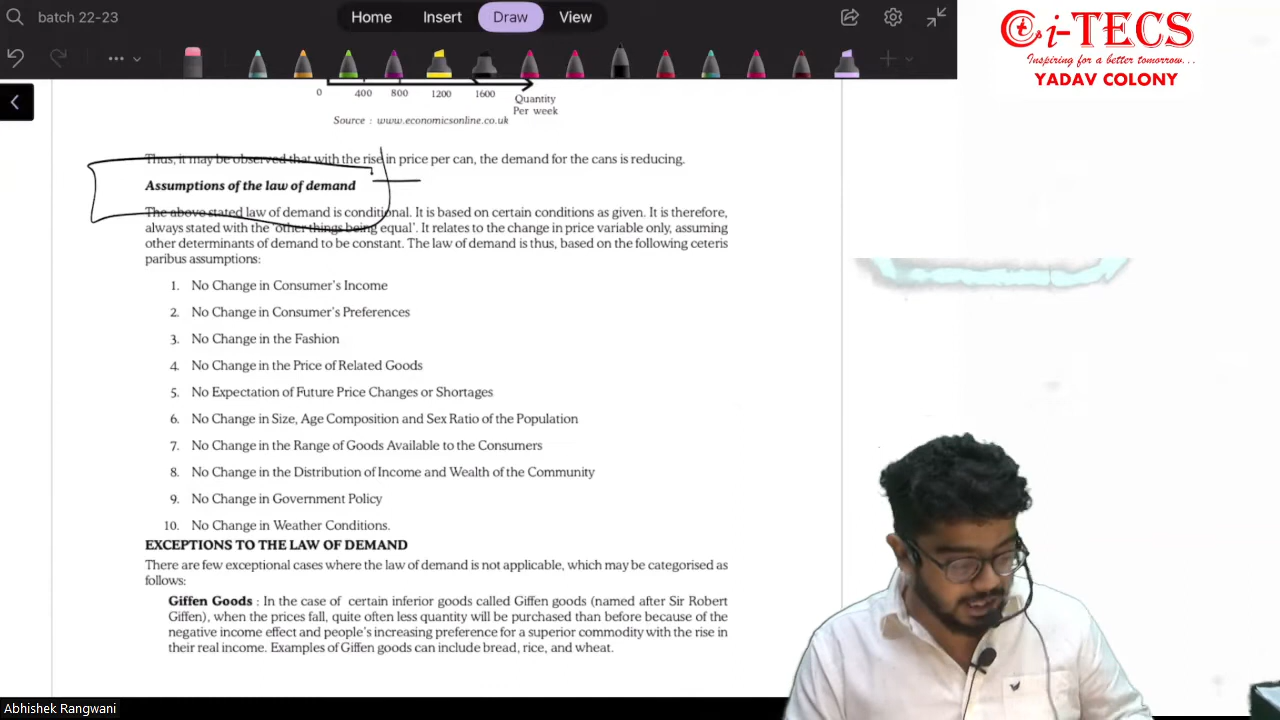 batch 22-23
Home
Insert
Draw
View
i-TECS
Inspiring for a better tomorrow...
YADAV COLONY
0 400 800 1200 1600 Quantity
Per week
Source : www.economicsonline.co.uk
Thus, it may be observed that with the rise in price per can, the demand for the cans is reducing.
Assumptions of the law of demand
The above stated law of demand is conditional. It is based on certain conditions as given. It is therefore,
always stated with the 'other things being equal'. It relates to the change in price variable only, assuming
other determinants of demand to be constant. The law of demand is thus, based on the following ceteris
paribus assumptions:
1. No Change in Consumer's Income
2. No Change in Consumer's Preferences
3. No Change in the Fashion
4. No Change in the Price of Related Goods
5. No Expectation of Future Price Changes or Shortages
6. No Change in Size, Age Composition and Sex Ratio of the Population
7. No Change in the Range of Goods Available to the Consumers
8. No Change in the Distribution of Income and Wealth of the Community
9. No Change in Government Policy
10. No Change in Weather Conditions.
EXCEPTIONS TO THE LAW OF DEMAND
There are few exceptional cases where the law of demand is not applicable, which may be categorised as
follows:
Giffen Goods : In the case of certain inferior goods called Giffen goods (named after Sir Robert
Giffen), when the prices fall, quite often less quantity will be purchased than before because of the
negative income effect and people's increasing preference for a superior commodity with the rise in
their real income. Examples of Giffen goods can include bread, rice, and wheat.
Abhishek Rangwani